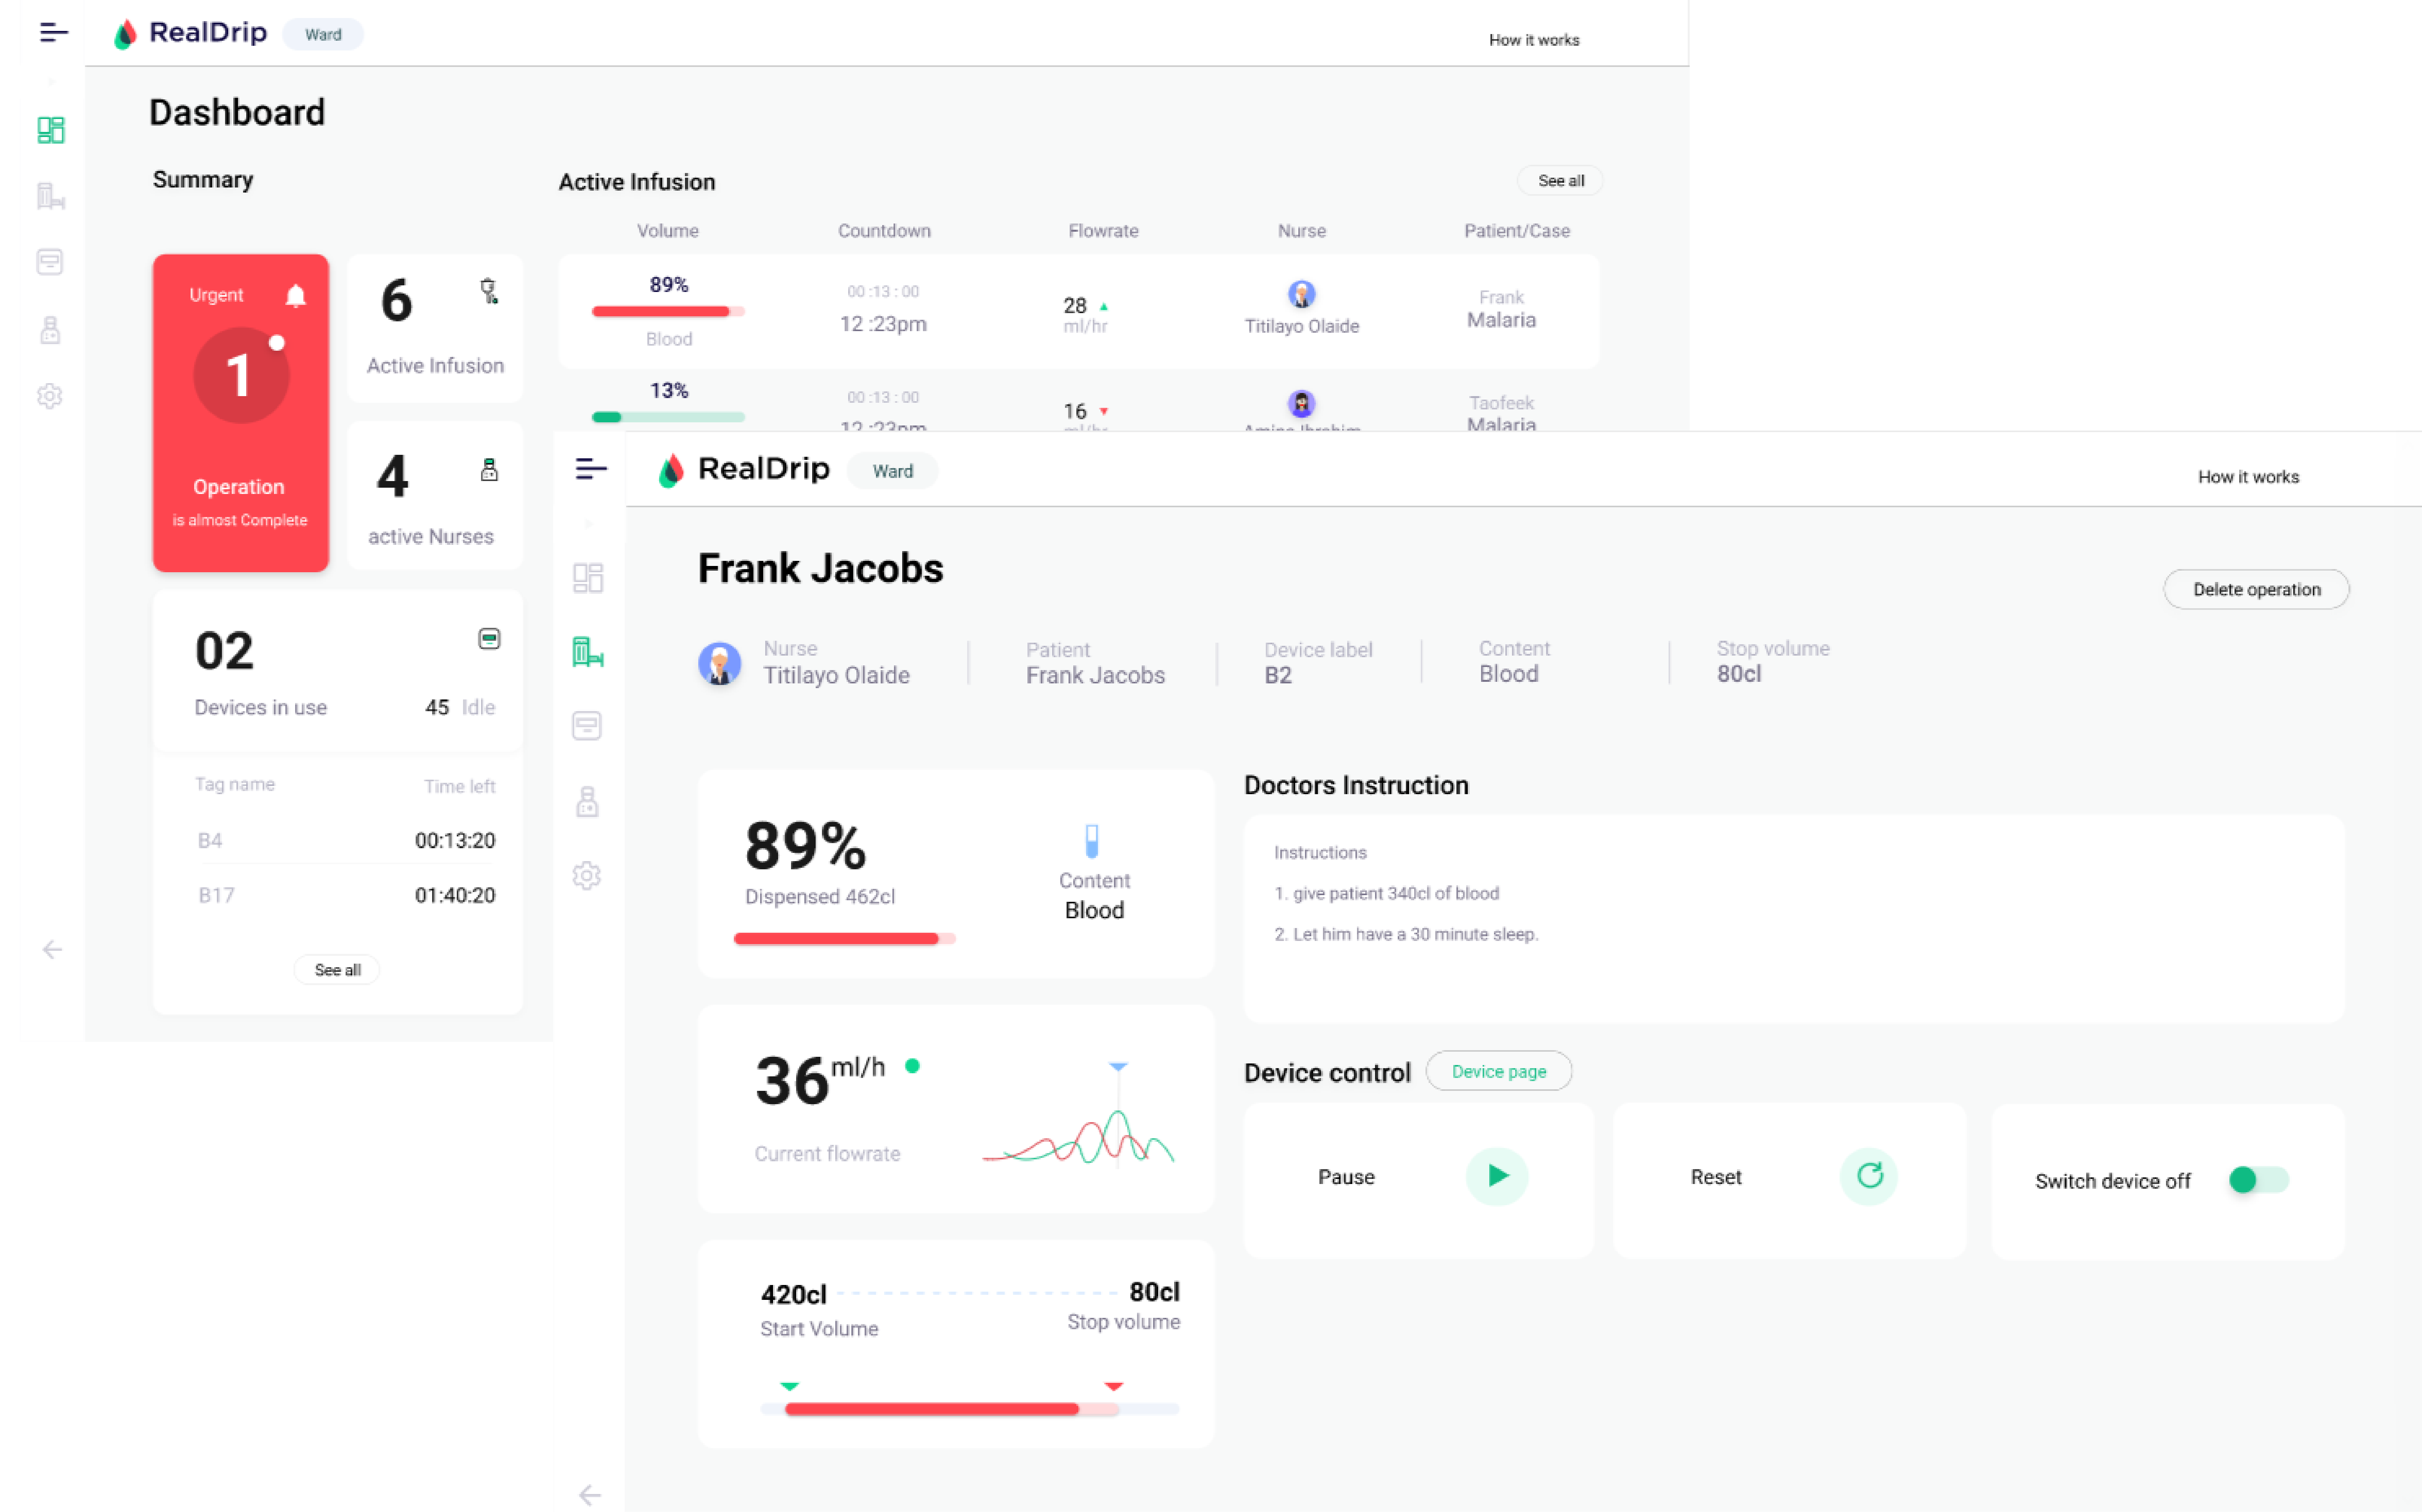 RealDrip Ward
How it works
Dashboard
Summary
Urgent
1
Operation
is almost Complete
6
Active Infusion
4
active Nurses
02
Devices in use 45 Idle
Tag name Time left
B4 00:13:20
B17 01:40:20
See all
Active Infusion See all
Volume Countdown Flowrate Nurse Patient/Case
89% 00:13:00 28 Frank
Blood 12 :23pm ml/hr Titilayo Olaide Malaria
13% 00:13:00 16 Taofeek
12 :23pm ml/hr Malaria
RealDrip Ward
How it works
Frank Jacobs
Delete operation
Nurse Patient Device label Content Stop volume
Titilayo Olaide Frank Jacobs B2 Blood 80cl
89%
Dispensed 462cl
Content
Blood
36 ml/h
Current flowrate
420cl 80cl
Start Volume Stop volume
Doctors Instruction
Instructions
1. give patient 340cl of blood
2. Let him have a 30 minute sleep.
Device control Device page
Pause
Reset
Switch device off